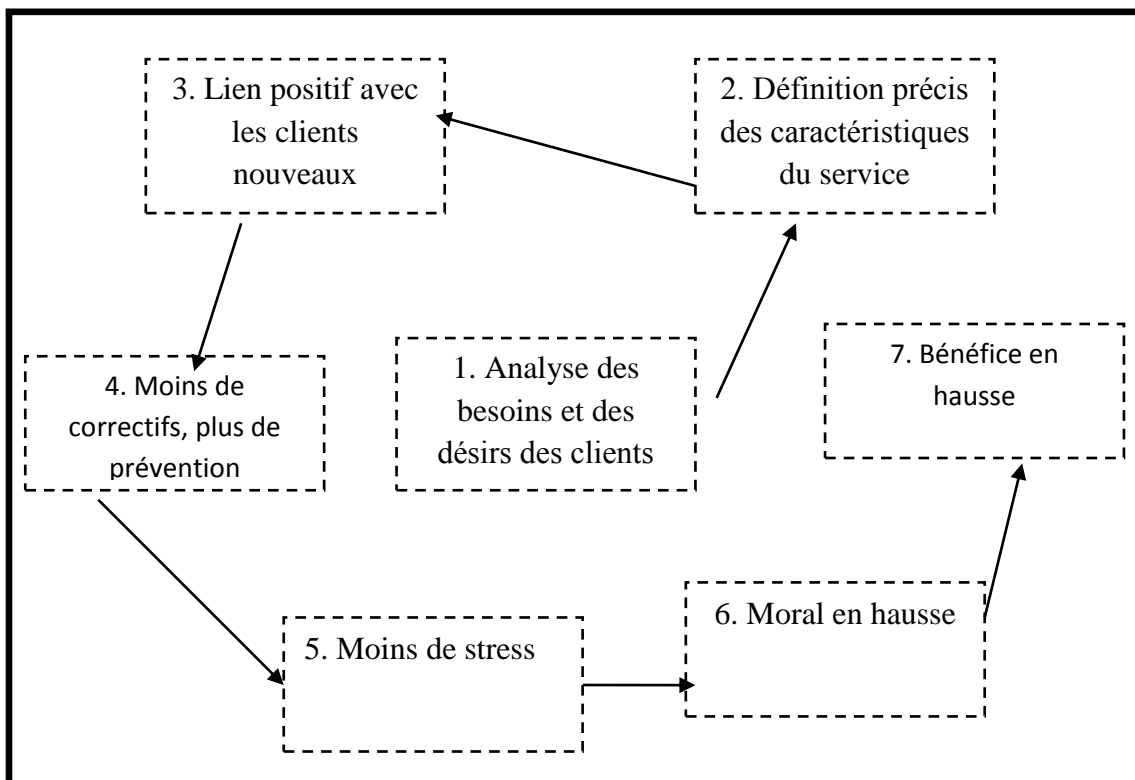 3. Lien positif avec
les clients
nouveaux
2. Définition précis
des caractéristiques
du service
4. Moins de
correctifs, plus de
prévention
1. Analyse des
besoins et des
désirs des clients
7. Bénéfice en
hausse
5. Moins de stress
6. Moral en hausse